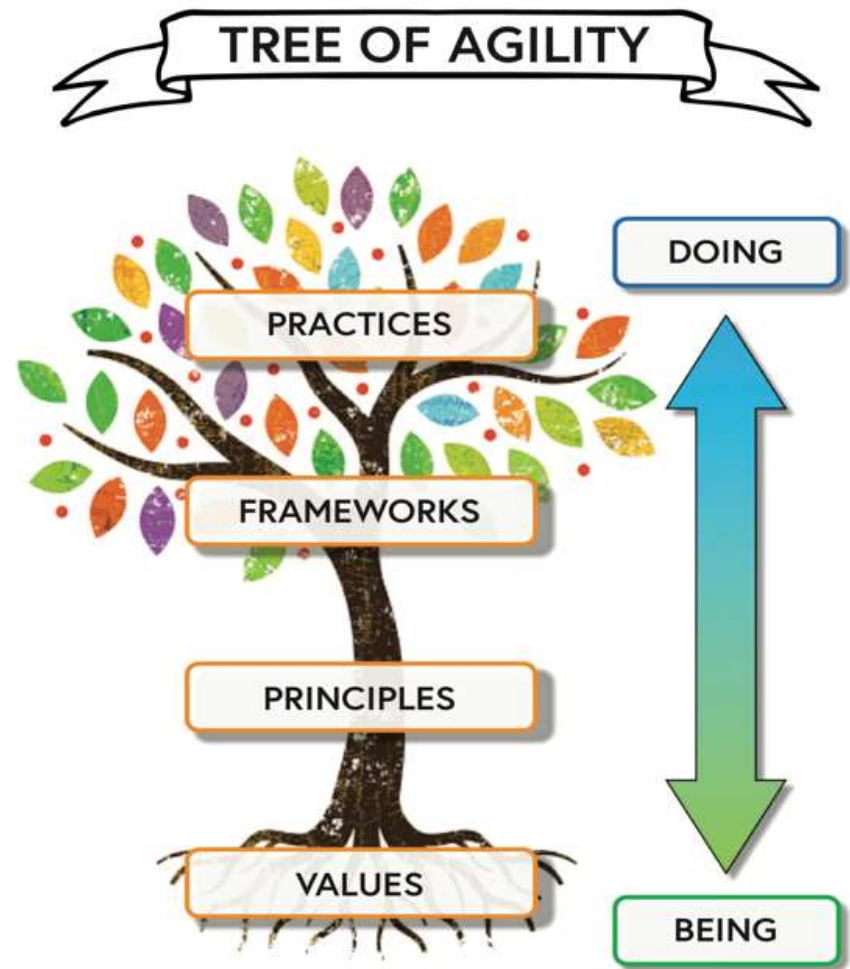 TREE OF AGILITY
DOING
PRACTICES
FRAMEWORKS
PRINCIPLES
VALUES
BEING